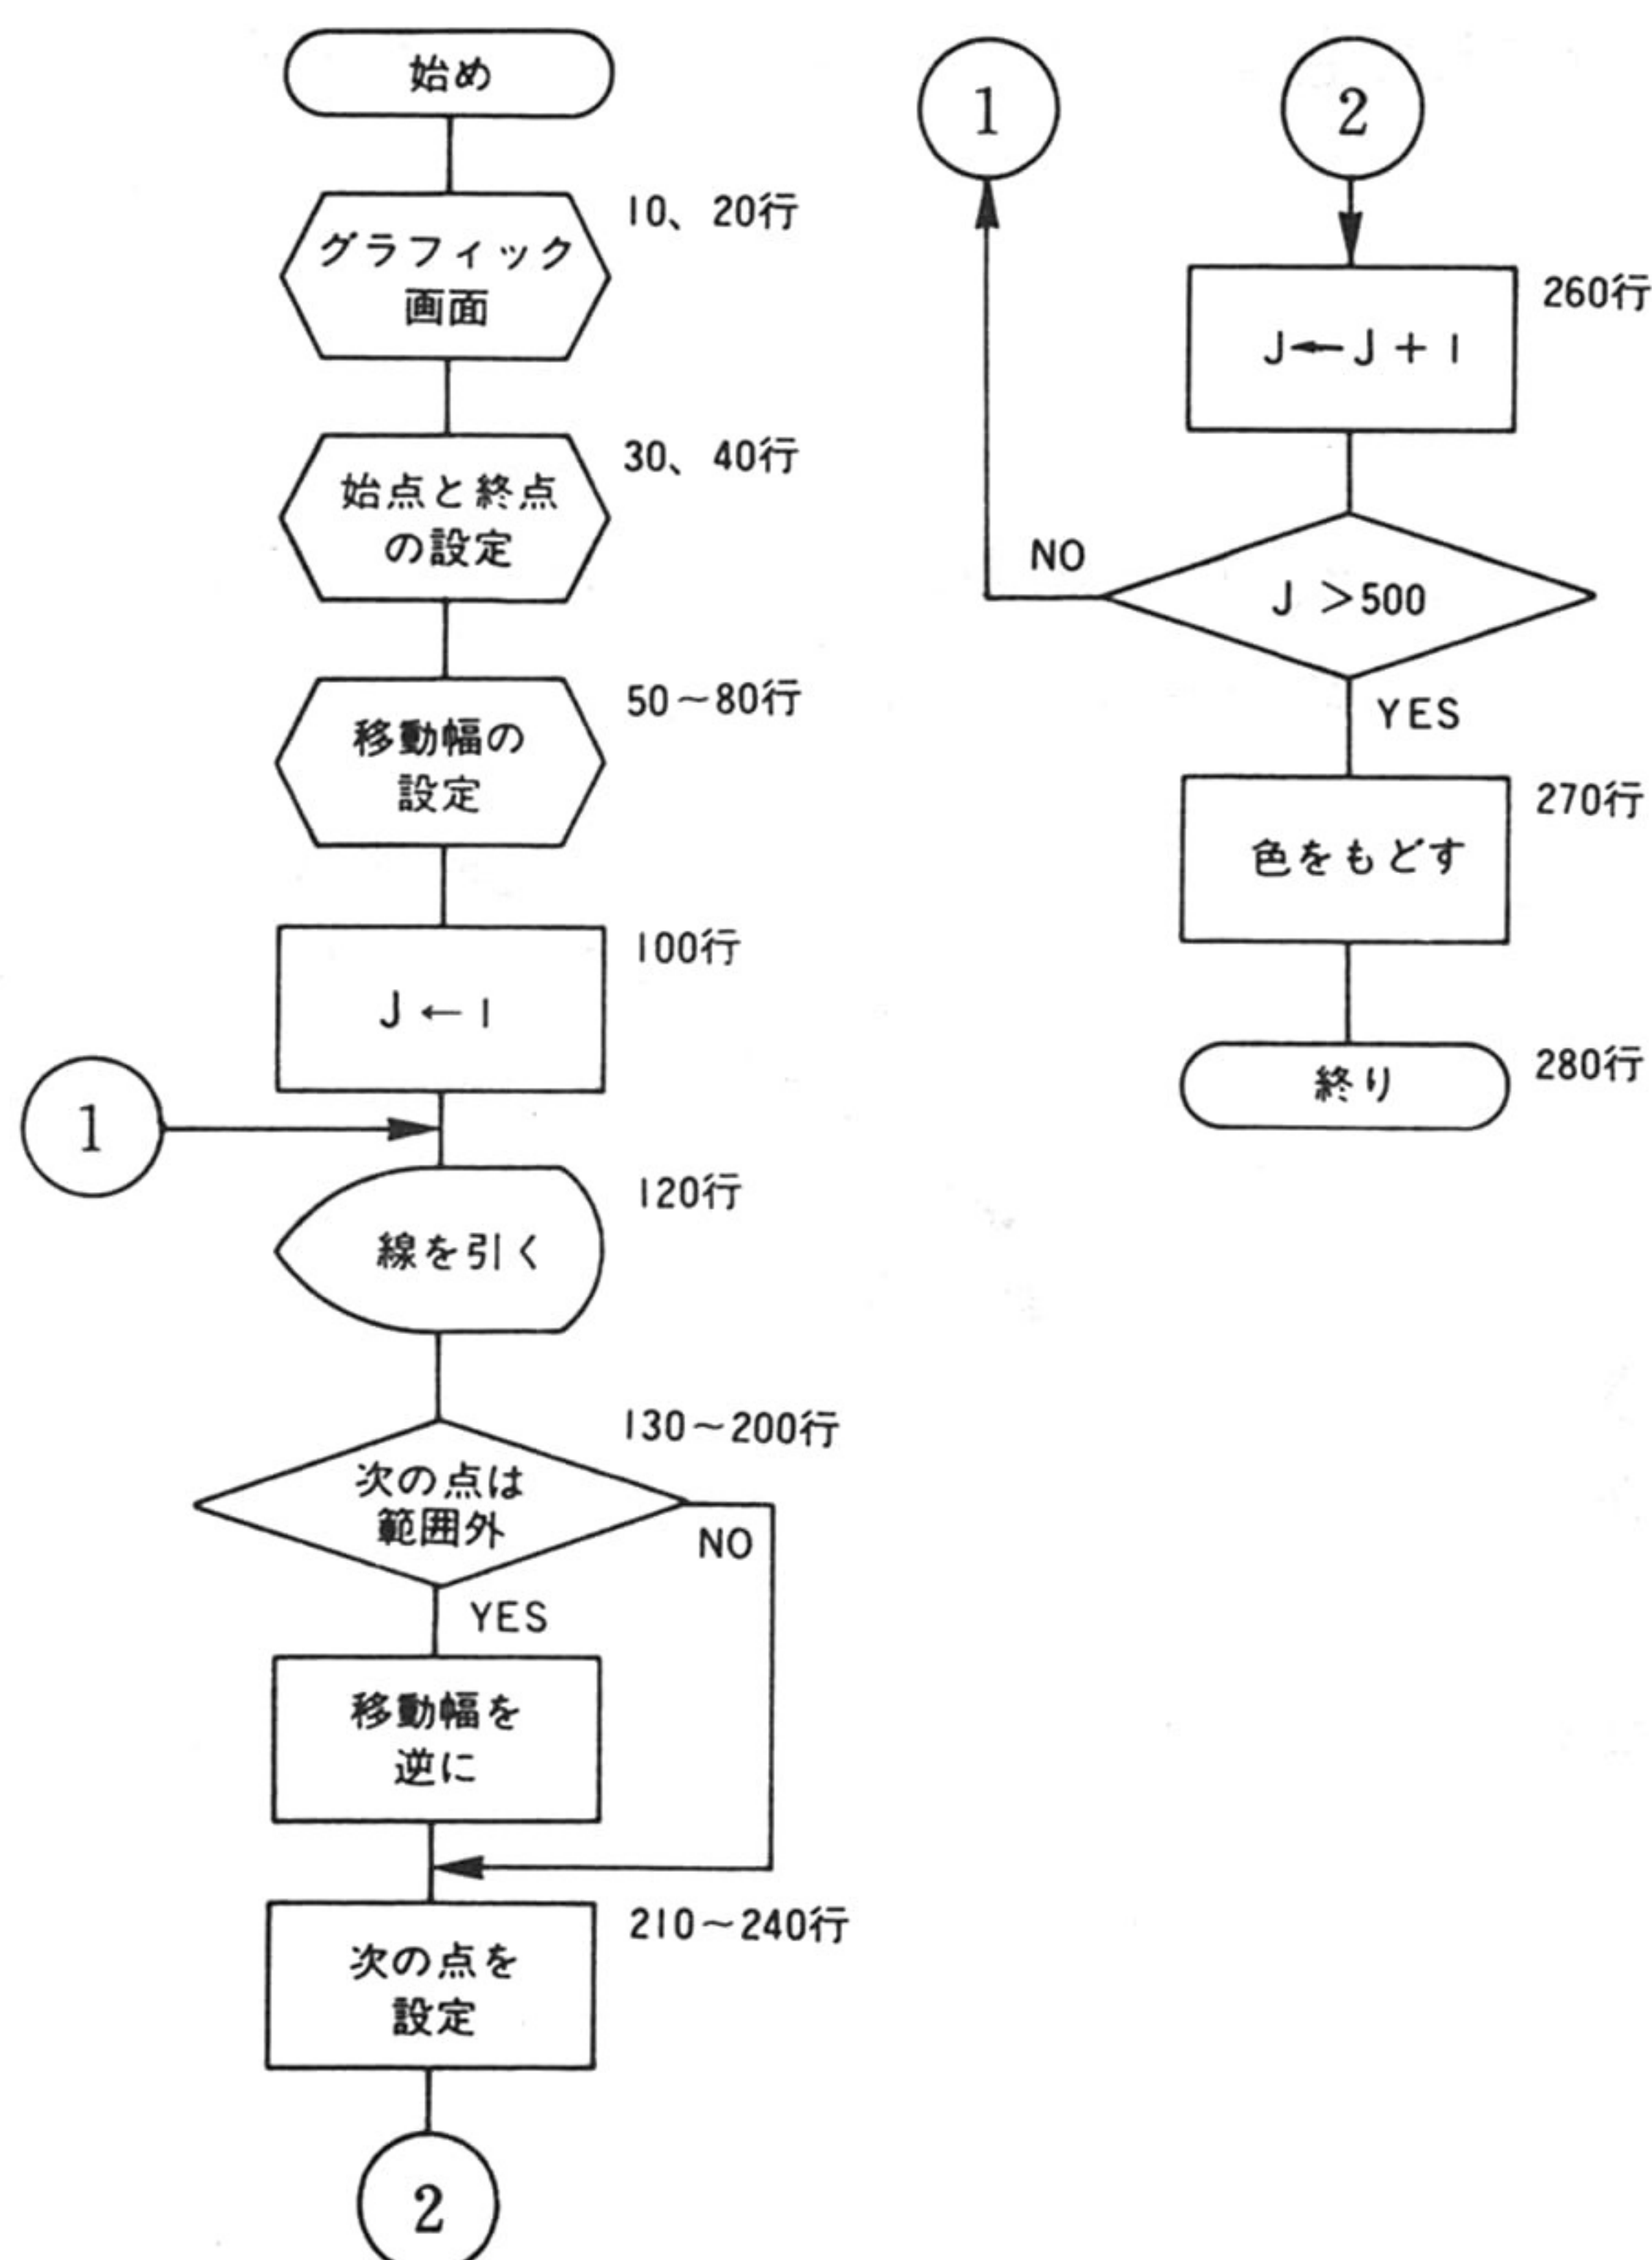 始め
グラフィック
画面
10、20行
始点と終点
の設定
30、40行
移動幅の
設定
50～80行
J←1
100行
1
線を引く
120行
次の点は
範囲外
130～200行
NO
YES
移動幅を
逆に
次の点を
設定
210～240行
2
1
2
J←J+1
260行
J>500
NO
YES
色をもどす
270行
終り
280行